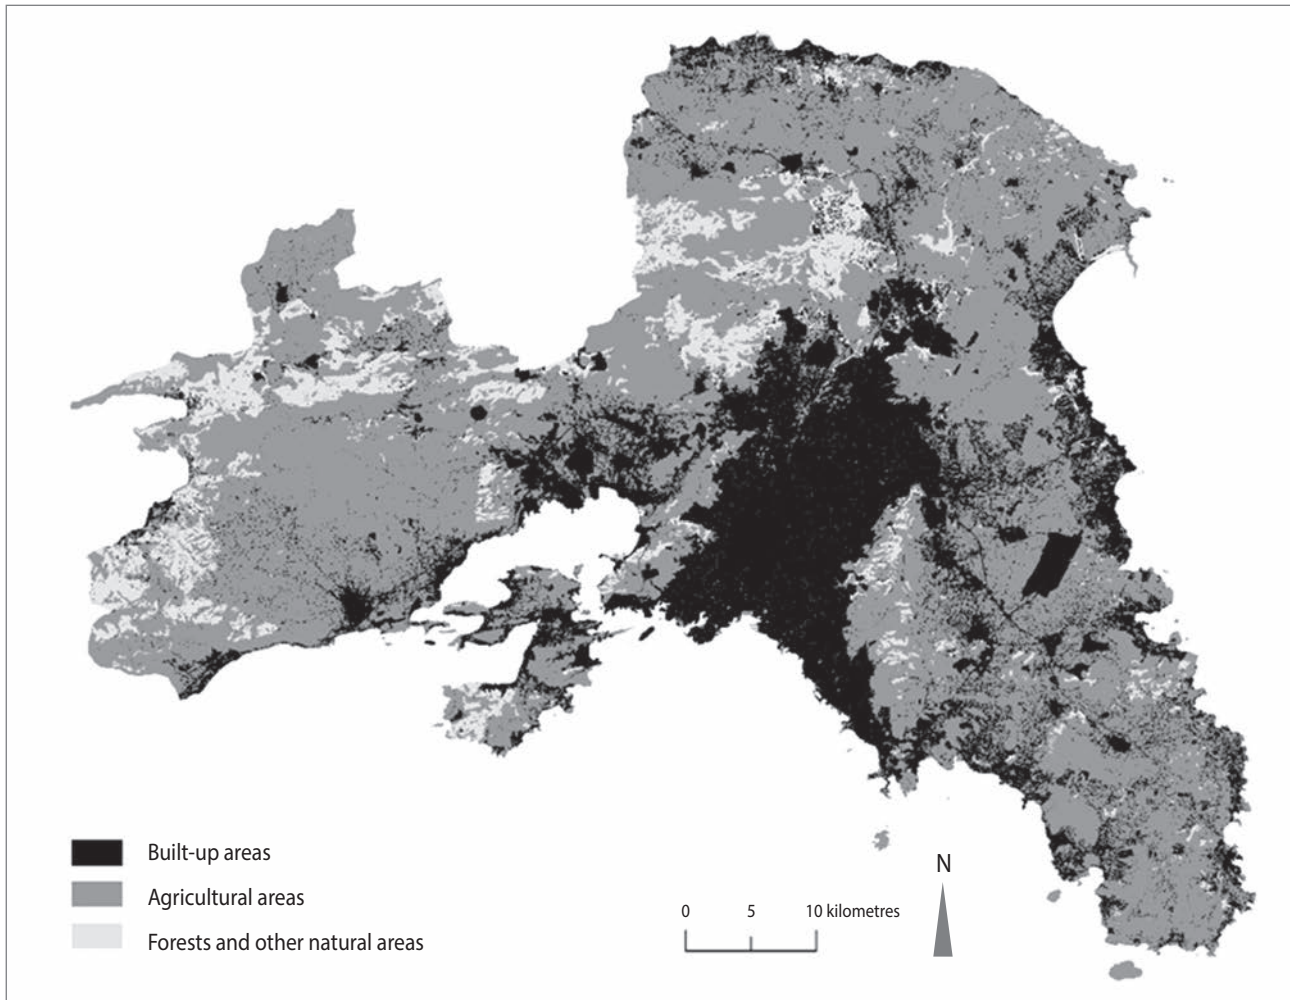 Built-up areas
Agricultural areas
Forests and other natural areas
0 5 10 kilometres
N